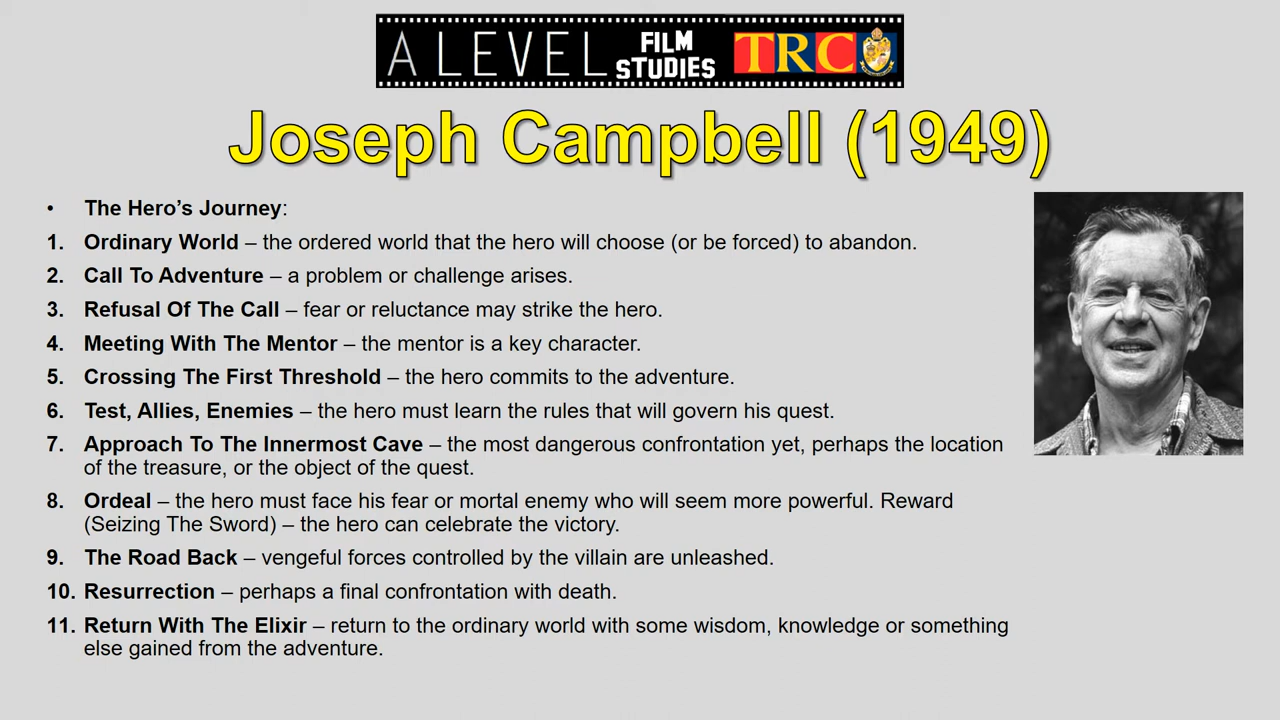 A LEVEL FILM STUDIES TRC
Joseph Campbell (1949)
• The Hero’s Journey:
1. Ordinary World – the ordered world that the hero will choose (or be forced) to abandon.
2. Call To Adventure – a problem or challenge arises.
3. Refusal Of The Call – fear or reluctance may strike the hero.
4. Meeting With The Mentor – the mentor is a key character.
5. Crossing The First Threshold – the hero commits to the adventure.
6. Test, Allies, Enemies – the hero must learn the rules that will govern his quest.
7. Approach To The Innermost Cave – the most dangerous confrontation yet, perhaps the location
of the treasure, or the object of the quest.
8. Ordeal – the hero must face his fear or mortal enemy who will seem more powerful. Reward
(Seizing The Sword) – the hero can celebrate the victory.
9. The Road Back – vengeful forces controlled by the villain are unleashed.
10. Resurrection – perhaps a final confrontation with death.
11. Return With The Elixir – return to the ordinary world with some wisdom, knowledge or something
else gained from the adventure.